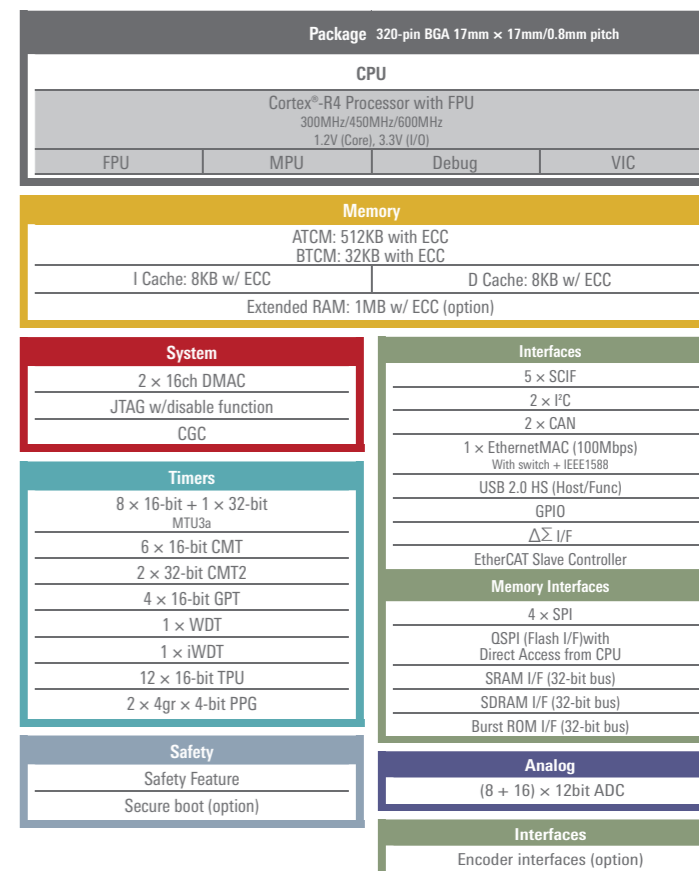 Package 320-pin BGA 17mm × 17mm/0.8mm pitch
CPU
Cortex®-R4 Processor with FPU
300MHz/450MHz/600MHz
1.2V (Core), 3.3V (I/O)
FPU MPU Debug VIC
Memory
ATCM: 512KB with ECC
BTCM: 32KB with ECC
I Cache: 8KB w/ ECC D Cache: 8KB w/ ECC
Extended RAM: 1MB w/ ECC (option)
System
2 × 16ch DMAC
JTAG w/disable function
CGC
Timers
8 × 16-bit + 1 × 32-bit
MTU3a
6 × 16-bit CMT
2 × 32-bit CMT2
4 × 16-bit GPT
1 × WDT
1 × iWDT
12 × 16-bit TPU
2 × 4gr × 4-bit PPG
Safety
Safety Feature
Secure boot (option)
Interfaces
5 × SCIF
2 × I²C
2 × CAN
1 × EthernetMAC (100Mbps)
With switch + IEEE1588
USB 2.0 HS (Host/Func)
GPIO
ΔΣ I/F
EtherCAT Slave Controller
Memory Interfaces
4 × SPI
QSPI (Flash I/F)with
Direct Access from CPU
SRAM I/F (32-bit bus)
SDRAM I/F (32-bit bus)
Burst ROM I/F (32-bit bus)
Analog
(8 + 16) × 12bit ADC
Interfaces
Encoder interfaces (option)